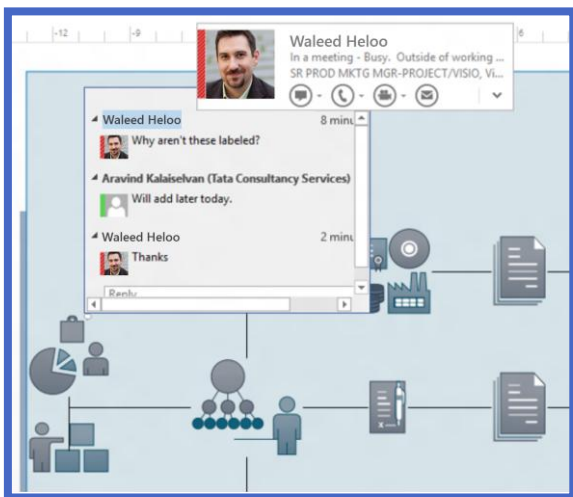 -12 -9 6
Waleed Heloo
In a meeting - Busy. Outside of working ...
SR PROD MKTG MGR-PROJECT/VISIO, Vi...
Waleed Heloo 8 minu
Why aren't these labeled?
Aravind Kalaiselvan (Tata Consultancy Services)
Will add later today.
Waleed Heloo 2 minu
Thanks
Reply